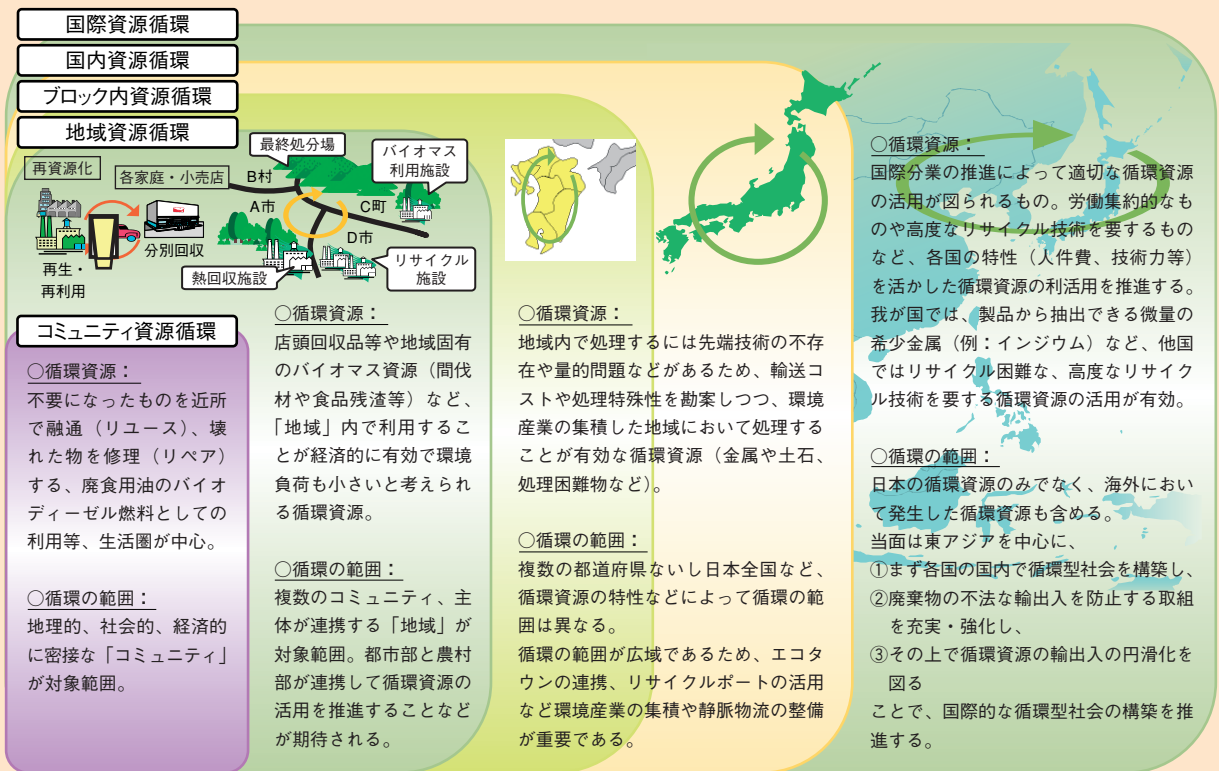 国際資源循環
国内資源循環
ブロック内資源循環
地域資源循環
再資源化
各家庭・小売店
分別回収
再生・
再利用
最終処分場
バイオマス
利用施設
B村
A市
C町
D市
熱回収施設
リサイクル
施設
コミュニティ資源循環
○循環資源:
不要になったものを近所
で融通(リユース)、壊
れた物を修理(リペア)
する、廃食用油のバイオ
ディーゼル燃料としての
利用等、生活圏が中心。
○循環の範囲:
地理的、社会的、経済的
に密接な「コミュニティ」
が対象範囲。
○循環資源:
店頭回収品等や地域固有
のバイオマス資源(間伐
材や食品残渣等)など、
「地域」内で利用するこ
とが経済的に有効で環境
負荷も小さいと考えられ
る循環資源。
○循環の範囲:
複数のコミュニティ、主
体が連携する「地域」が
対象範囲。都市部と農村
部が連携して循環資源の
活用を推進することなど
が期待される。
○循環資源:
地域内で処理するには先端技術の不存
在や量的問題などがあるため、輸送コ
ストや処理特殊性を勘案しつつ、環境
産業の集積した地域において処理する
ことが有効な循環資源(金属や土石、
処理困難物など)。
○循環の範囲:
複数の都道府県ないし日本全国など、
循環資源の特性などによって循環の範
囲は異なる。
循環の範囲が広域であるため、エコタ
ウンの連携、リサイクルポートの活用
など環境産業の集積や静脈物流の整備
が重要である。
○循環資源:
国際分業の推進によって適切な循環資源
の活用が図られるもの。労働集約的なも
のや高度なリサイクル技術を要するもの
など、各国の特性(人件費、技術力等)
を活かした循環資源の利活用を推進する。
我が国では、製品から抽出できる微量の
希少金属(例:インジウム)など、他国
ではリサイクル困難な、高度なリサイク
ル技術を要する循環資源の活用が有効。
○循環の範囲:
日本の循環資源のみでなく、海外におい
て発生した循環資源も含める。
当面は東アジアを中心に、
①まず各国の国内で循環型社会を構築し、
②廃棄物の不法な輸出入を防止する取組
を充実・強化し、
③その上で循環資源の輸出入の円滑化を
図る
ことで、国際的な循環型社会の構築を推
進する。